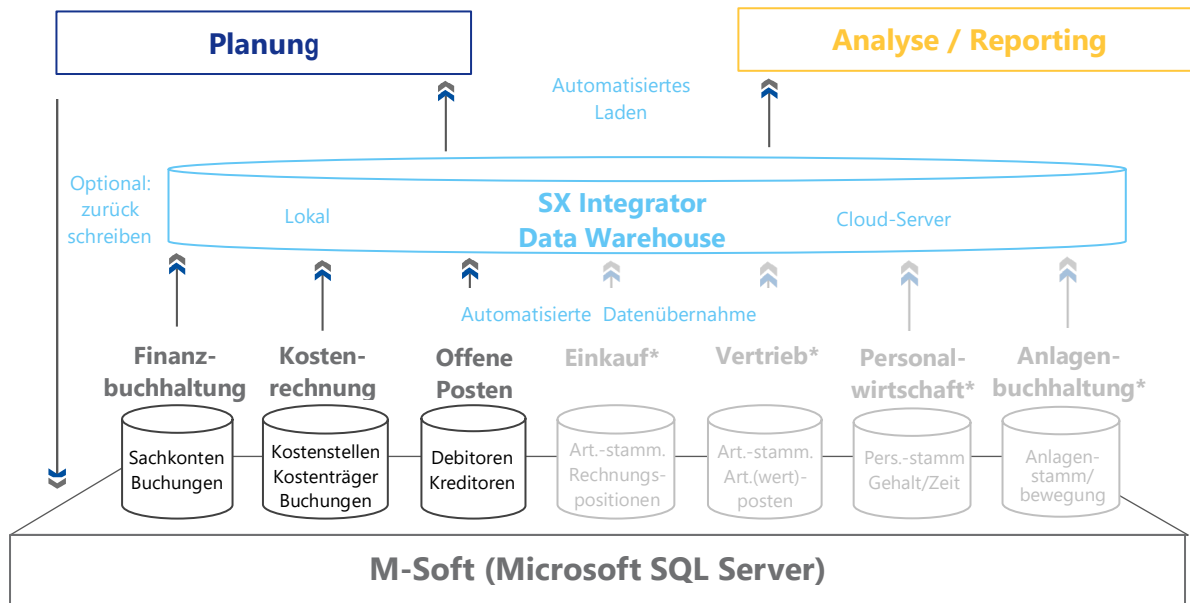 Planung
Analyse / Reporting
Automatisiertes
Laden
Optional:
zurück
schreiben
Lokal
SX Integrator
Data Warehouse
Cloud-Server
Automatisierte Datenübernahme
Finanz-
buchhaltung
Kosten-
rechnung
Offene
Posten
Einkauf*
Vertrieb*
Personal-
wirtschaft*
Anlagen-
buchhaltung*
Sachkonten
Buchungen
Kostenstellen
Kostenträger
Buchungen
Debitoren
Kreditoren
Art.-stamm.
Rechnungs-
positionen
Art.-stamm.
Art.(wert)-
posten
Pers.-stamm
Gehalt/Zeit
Anlagen-
stamm/
bewegung
M-Soft (Microsoft SQL Server)